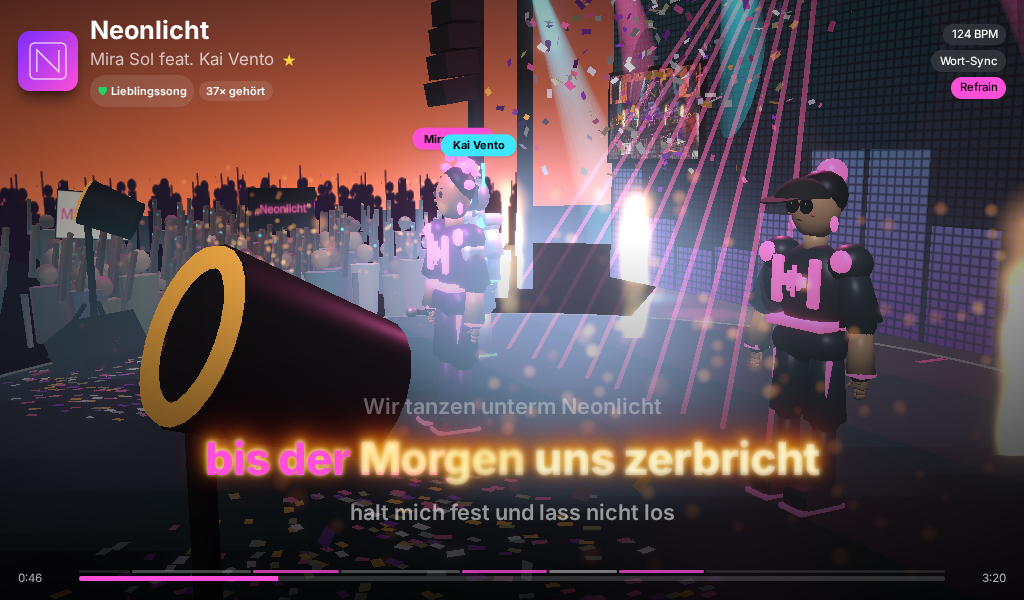 Neonlicht
Mira Sol feat. Kai Vento
Lieblingssong
37× gehört
124 BPM
Wort-Sync
Refrain
Kai Vento
„Neonlicht“
Wir tanzen unterm Neonlicht
bis der Morgen uns zerbricht
halt mich fest und lass nicht los
0:46
3:20